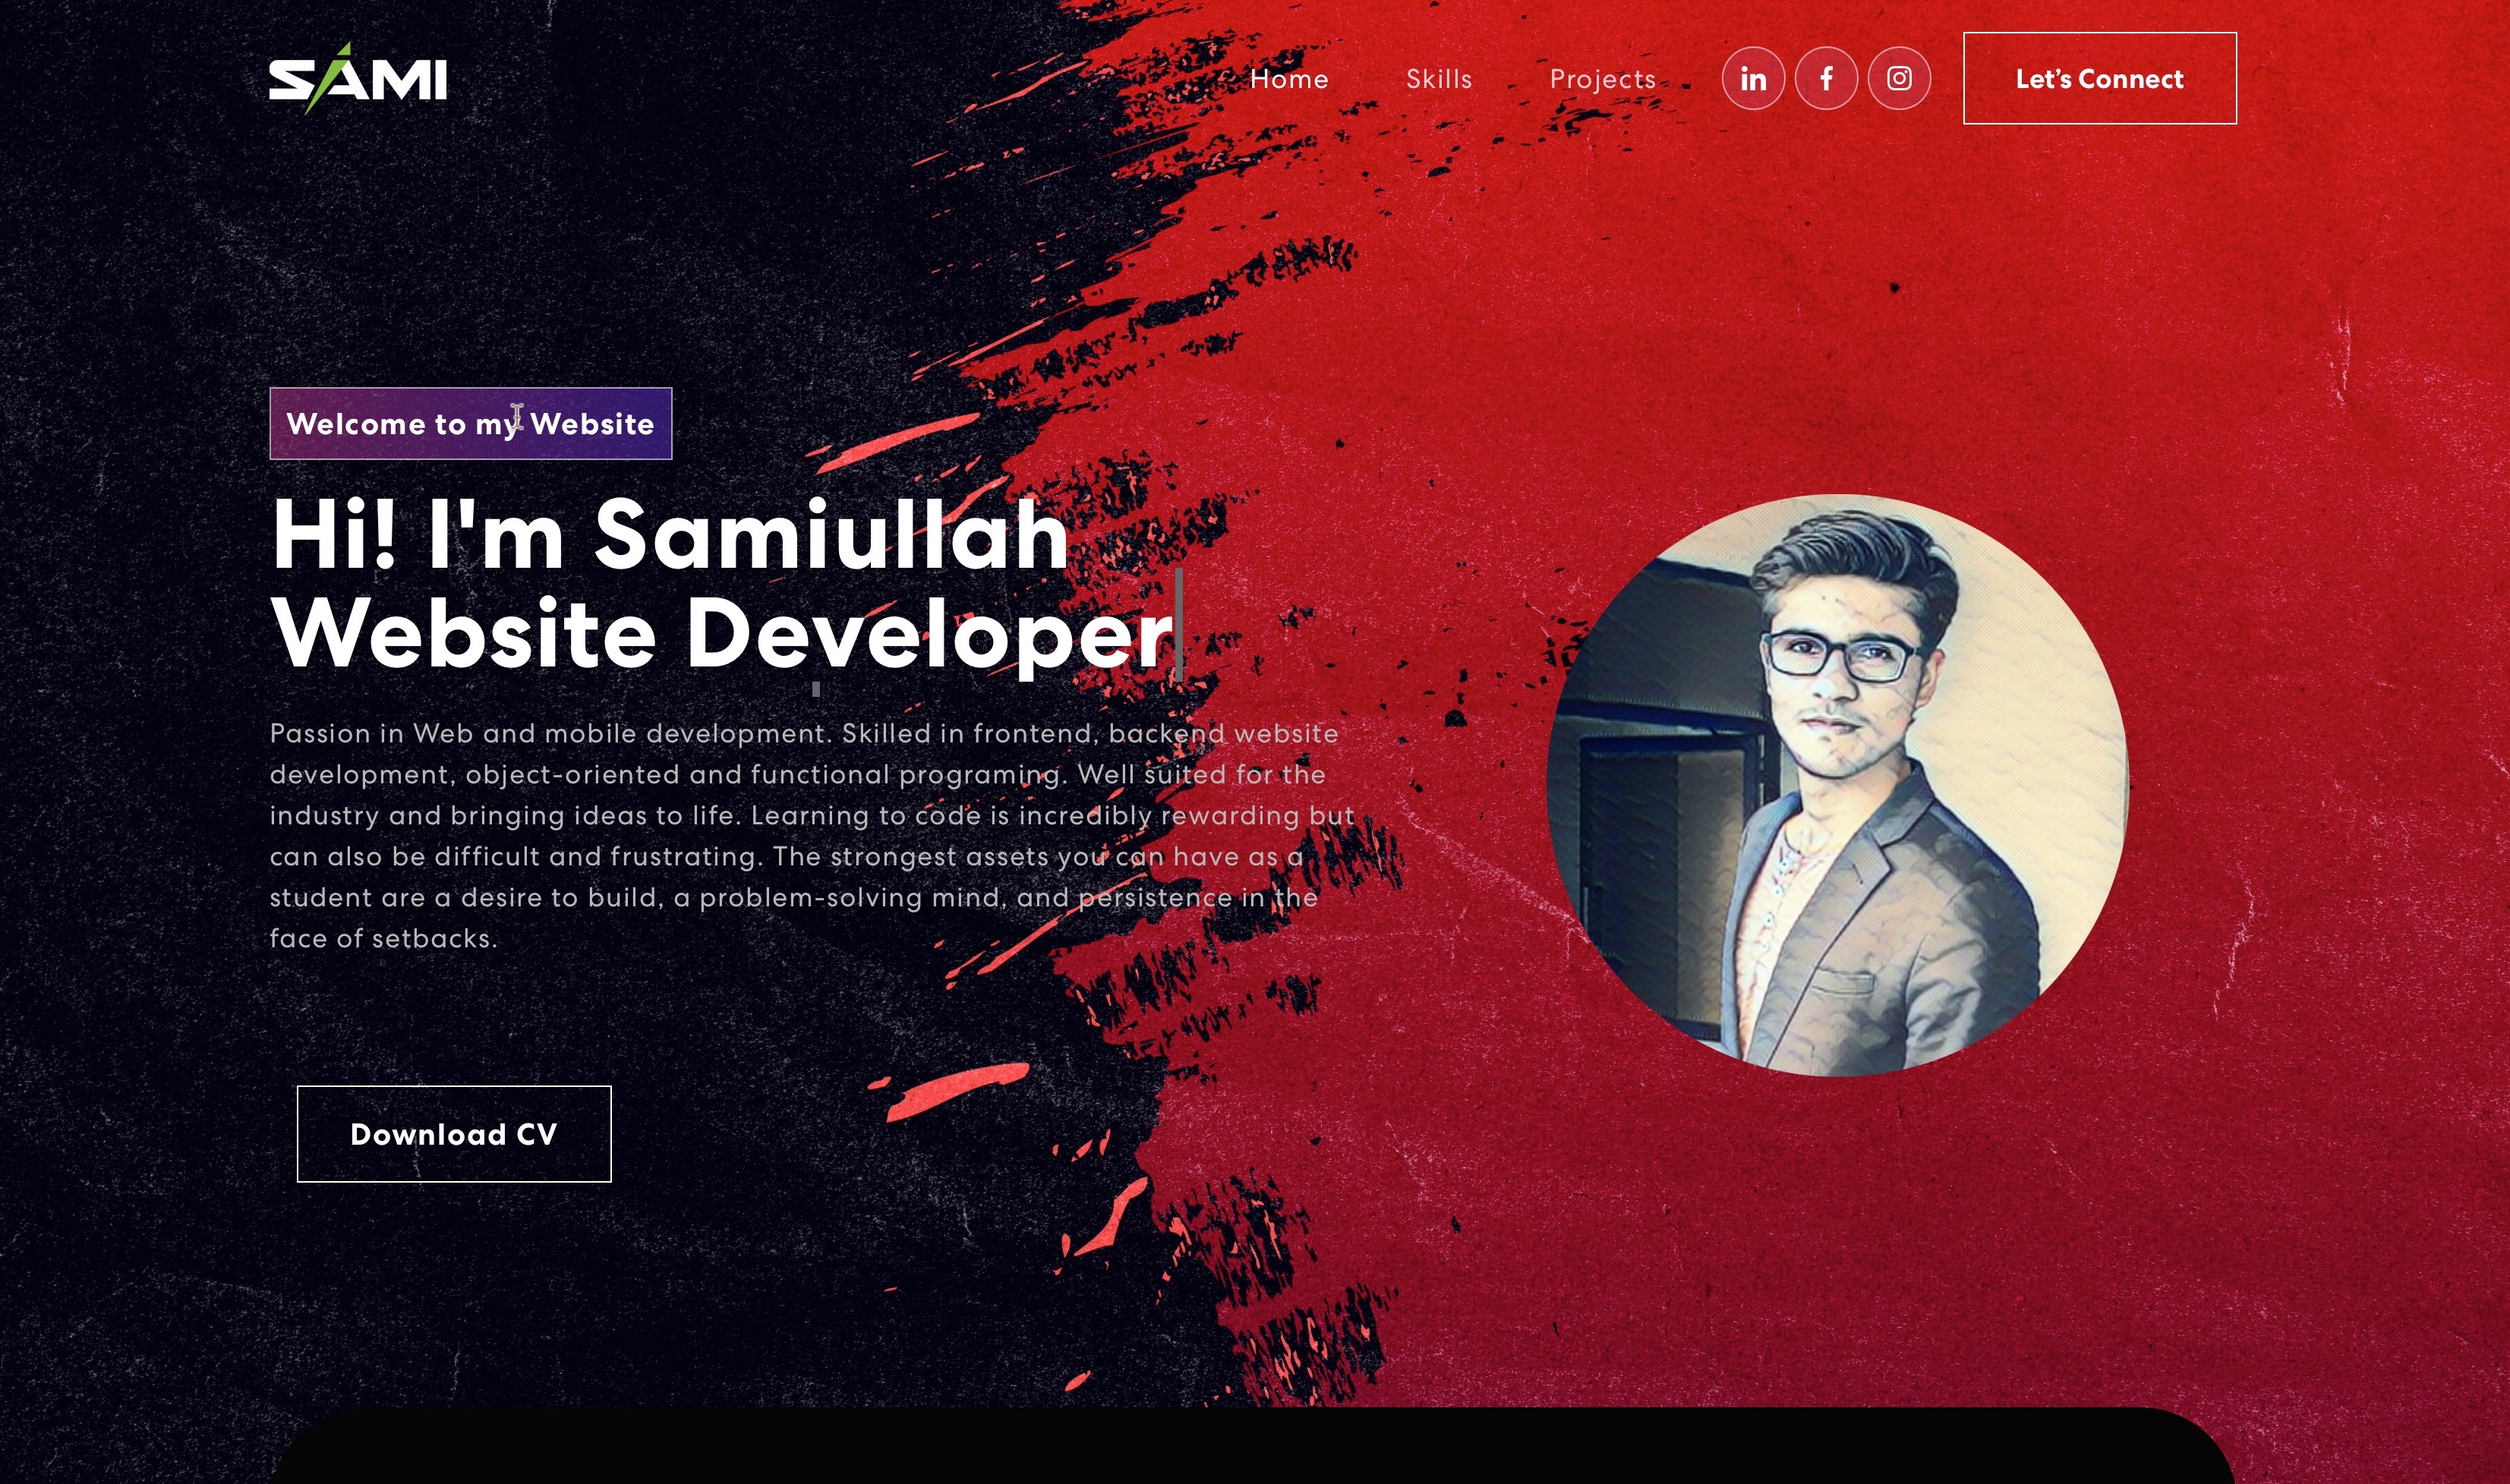 SAMI
Home Skills Projects in f Let's Connect
Welcome to my Website
Hi! I'm Samiullah
Website Developer
Passion in Web and mobile development. Skilled in frontend, backend website
development, object-oriented and functional programing. Well suited for the
industry and bringing ideas to life. Learning to code is incredibly rewarding but
can also be difficult and frustrating. The strongest assets you can have as a
student are a desire to build, a problem-solving mind, and persistence in the
face of setbacks.
Download CV